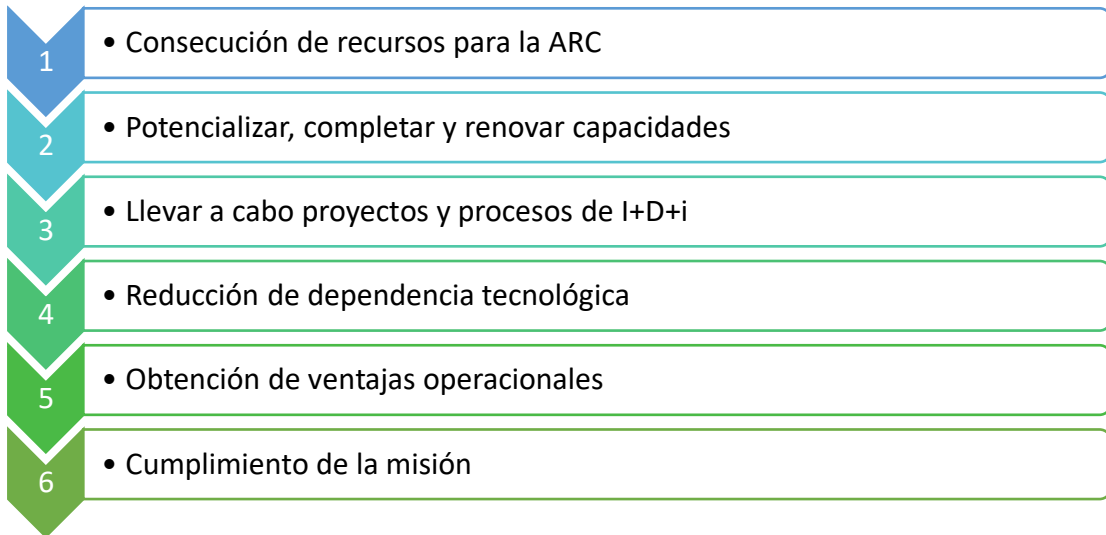 1 • Consecución de recursos para la ARC
2 • Potencializar, completar y renovar capacidades
3 • Llevar a cabo proyectos y procesos de I+D+i
4 • Reducción de dependencia tecnológica
5 • Obtención de ventajas operacionales
6 • Cumplimiento de la misión